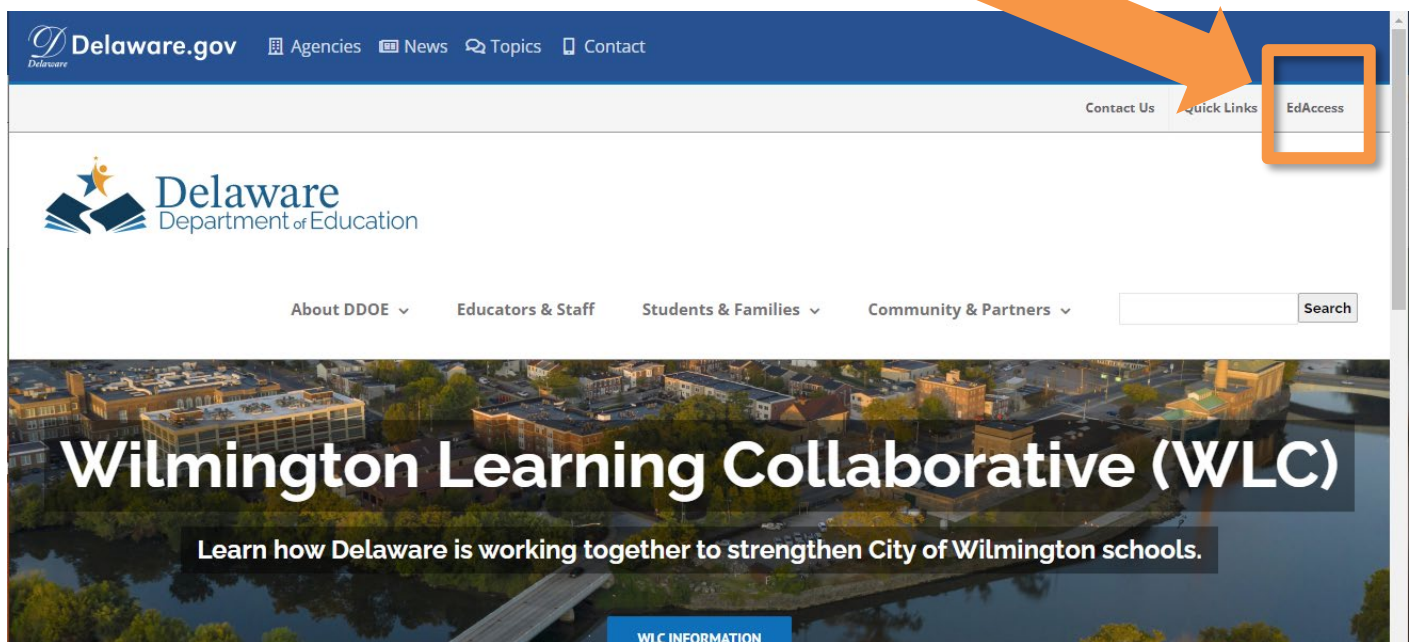 Delaware.gov Agencies News Topics Contact
Delaware
Contact Us Quick Links EdAccess
Delaware
Department of Education
About DDOE Educators & Staff Students & Families Community & Partners Search
Wilmington Learning Collaborative (WLC)
Learn how Delaware is working together to strengthen City of Wilmington schools.
WLC INFORMATION